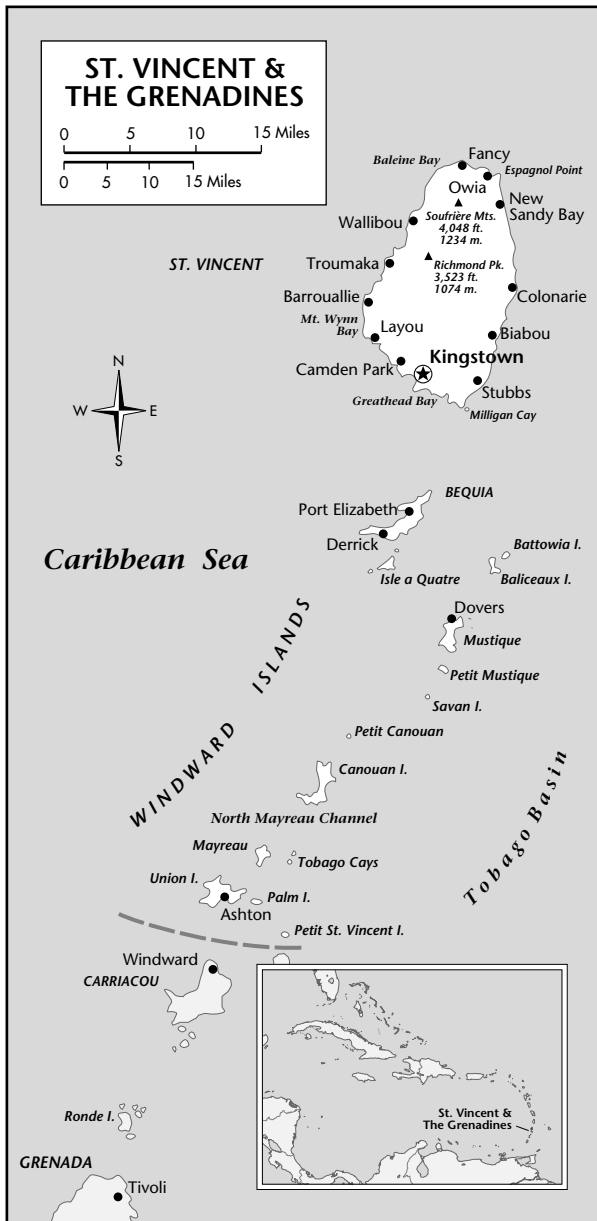 ST. VINCENT &
THE GRENADINES
0 5 10 15 Miles
0 5 10 15 Miles
Baleine Bay
Fancy
Espagnol Point
Owia
New
Sandy Bay
Soufrière Mts.
4,048 ft.
1234 m.
Wallibou
ST. VINCENT
Troumaka
Richmond Pk.
3,523 ft.
1074 m.
Barrouallie
Colonarie
Mt. Wynn
Bay
Layou
Biabou
Kingstown
Camden Park
Stubbs
Greathead Bay
Milligan Cay
N
W E
S
BEQUIA
Port Elizabeth
Derrick
Caribbean Sea
Battowia I.
Isle a Quatre
Baliceaux I.
Dovers
Mustique
WINDWARD ISLANDS
Petit Mustique
Savan I.
Petit Canouan
Tobago Basin
Canouan I.
North Mayreau Channel
Mayreau
Tobago Cays
Union I.
Palm I.
Ashton
Petit St. Vincent I.
Windward
CARRIACOU
Ronde I.
GRENADA
Tivoli
St. Vincent &
The Grenadines